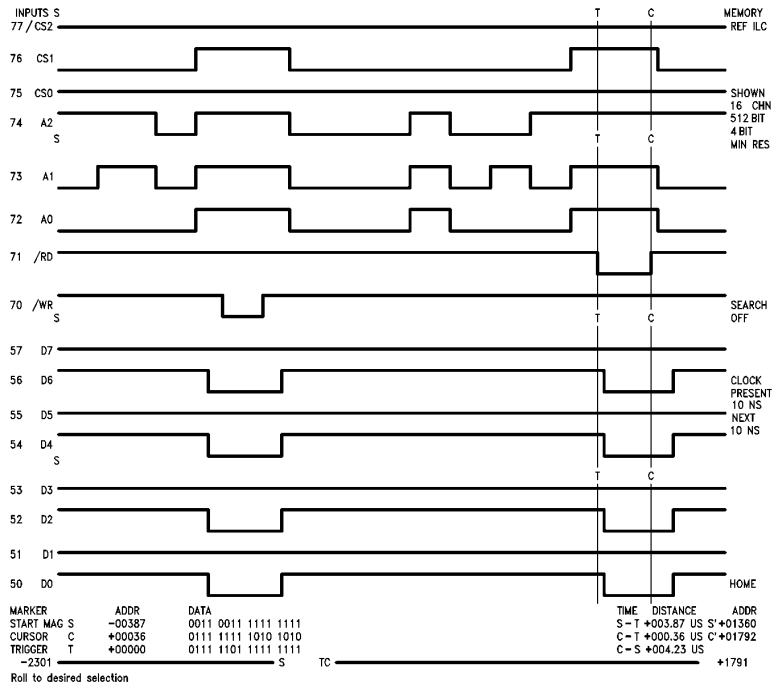 INPUTS S T C MEMORY
77 /CS2 REF ILC
76 CS1
75 CS0 SHOWN
16 CHN
74 A2 512 BIT
4 BIT
S T C MIN RES
73 A1
72 A0
71 /RD
70 /WR SEARCH
S T C OFF
57 D7
56 D6 CLOCK
PRESENT
10 NS
55 D5 NEXT
10 NS
54 D4
S
T C
53 D3
52 D2
51 D1
50 D0 HOME
MARKER ADDR DATA TIME DISTANCE ADDR
START MAG S -00387 0011 0011 1111 1111 S-T +003.87 US S'+01360
CURSOR C +00036 0111 1111 1010 1010 C-T +000.36 US C'+01792
TRIGGER T +00000 0111 1101 1111 1111 C-S +004.23 US
-2301 S TC +1791
Roll to desired selection